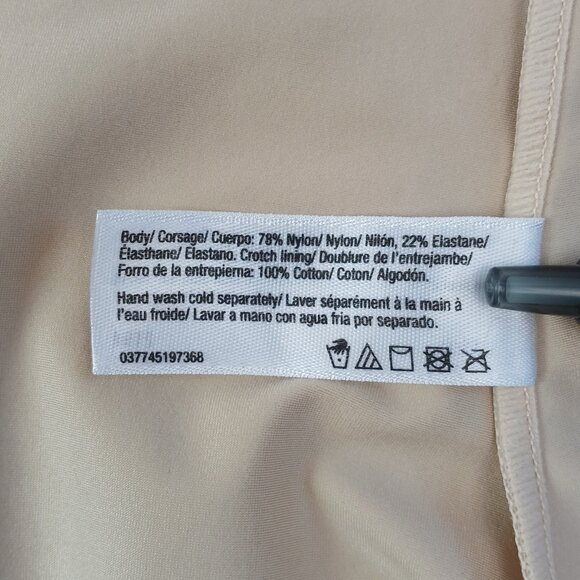 Body/ Corsage/ Cuerpo: 78% Nylon/ Nylon/ Nilón, 22% Elastane/
Élasthane/ Elastano. Crotch lining/ Doublure de l'entrejambe/
Forro de la entrepierna: 100% Cotton/ Coton/ Algodón.
Hand wash cold separately/ Laver séparément à la main à
l'eau froide/ Lavar a mano con agua fria por separado.
037745197368